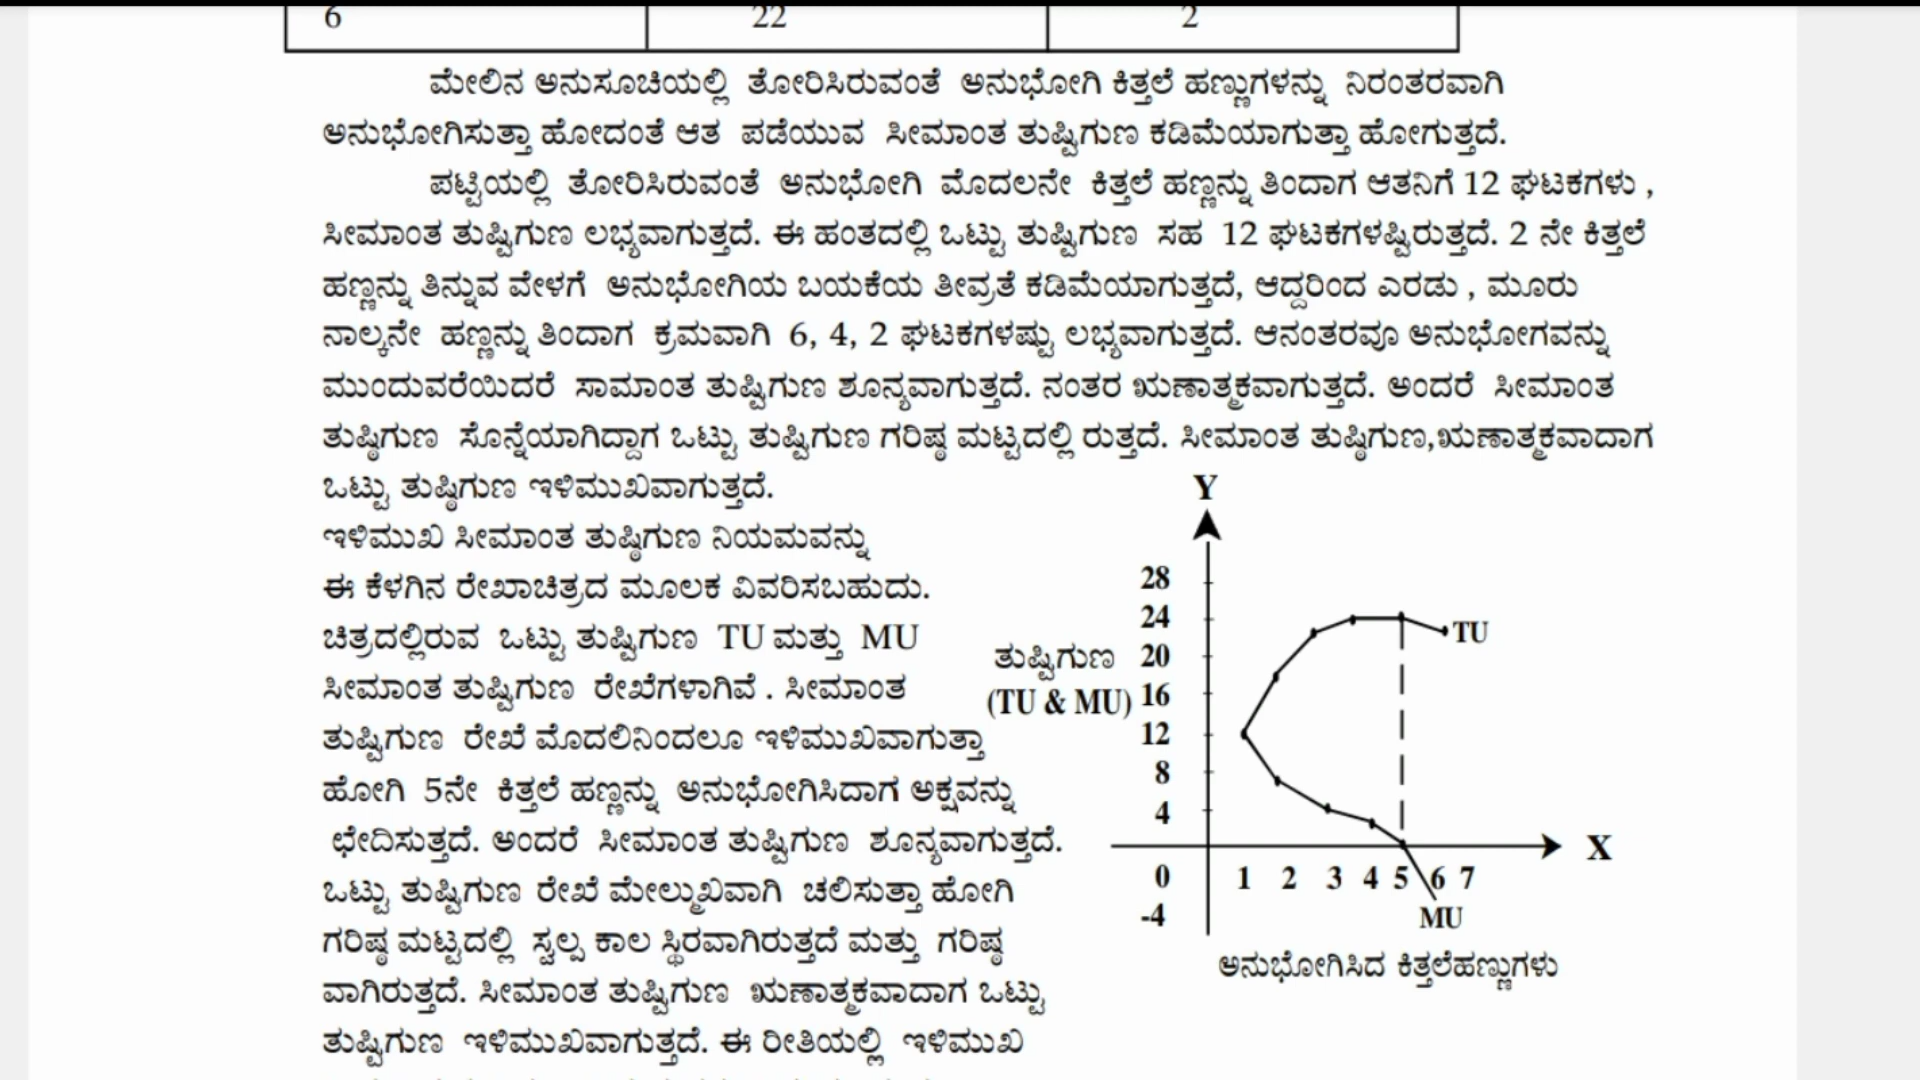 6 22 2
ಮೇಲಿನ ಅನುಸೂಚಿಯಲ್ಲಿ ತೋರಿಸಿರುವಂತೆ ಅನುಭೋಗಿ ಕಿತ್ತಲೆ ಹಣ್ಣುಗಳನ್ನು ನಿರಂತರವಾಗಿ
ಅನುಭೋಗಿಸುತ್ತಾ ಹೋದಂತೆ ಆತ ಪಡೆಯುವ ಸೀಮಾಂತ ತುಷ್ಟಿಗುಣ ಕಡಿಮೆಯಾಗುತ್ತಾ ಹೋಗುತ್ತದೆ.
ಪಟ್ಟಿಯಲ್ಲಿ ತೋರಿಸಿರುವಂತೆ ಅನುಭೋಗಿ ಮೊದಲನೇ ಕಿತ್ತಲೆ ಹಣ್ಣನ್ನು ತಿಂದಾಗ ಆತನಿಗೆ 12 ಘಟಕಗಳು ,
ಸೀಮಾಂತ ತುಷ್ಟಿಗುಣ ಲಭ್ಯವಾಗುತ್ತದೆ. ಈ ಹಂತದಲ್ಲಿ ಒಟ್ಟು ತುಷ್ಟಿಗುಣ ಸಹ 12 ಘಟಕಗಳಷ್ಟಿರುತ್ತದೆ. 2 ನೇ ಕಿತ್ತಲೆ
ಹಣ್ಣನ್ನು ತಿನ್ನುವ ವೇಳಗೆ ಅನುಭೋಗಿಯ ಬಯಕೆಯ ತೀವ್ರತೆ ಕಡಿಮೆಯಾಗುತ್ತದೆ, ಆದ್ದರಿಂದ ಎರಡು , ಮೂರು
ನಾಲ್ಕನೇ ಹಣ್ಣನ್ನು ತಿಂದಾಗ ಕ್ರಮವಾಗಿ 6, 4, 2 ಘಟಕಗಳಷ್ಟು ಲಭ್ಯವಾಗುತ್ತದೆ. ಆನಂತರವೂ ಅನುಭೋಗವನ್ನು
ಮುಂದುವರೆಯಿದರೆ ಸಾಮಾಂತ ತುಷ್ಟಿಗುಣ ಶೂನ್ಯವಾಗುತ್ತದೆ. ನಂತರ ಋಣಾತ್ಮಕವಾಗುತ್ತದೆ. ಅಂದರೆ ಸೀಮಾಂತ
ತುಷ್ಠಿಗುಣ ಸೊನ್ನೆಯಾಗಿದ್ದಾಗ ಒಟ್ಟು ತುಷ್ಟಿಗುಣ ಗರಿಷ್ಠ ಮಟ್ಟದಲ್ಲಿ ರುತ್ತದೆ. ಸೀಮಾಂತ ತುಷ್ಠಿಗುಣ,ಋಣಾತ್ಮಕವಾದಾಗ
ಒಟ್ಟು ತುಷ್ಠಿಗುಣ ಇಳಿಮುಖವಾಗುತ್ತದೆ.
ಇಳಿಮುಖ ಸೀಮಾಂತ ತುಷ್ಠಿಗುಣ ನಿಯಮವನ್ನು
ಈ ಕೆಳಗಿನ ರೇಖಾಚಿತ್ರದ ಮೂಲಕ ವಿವರಿಸಬಹುದು.
ಚಿತ್ರದಲ್ಲಿರುವ ಒಟ್ಟು ತುಷ್ಟಿಗುಣ TU ಮತ್ತು MU
ಸೀಮಾಂತ ತುಷ್ಟಿಗುಣ ರೇಖೆಗಳಾಗಿವೆ . ಸೀಮಾಂತ
ತುಷ್ಟಿಗುಣ ರೇಖೆ ಮೊದಲಿನಿಂದಲೂ ಇಳಿಮುಖವಾಗುತ್ತಾ
ಹೋಗಿ 5ನೇ ಕಿತ್ತಲೆ ಹಣ್ಣನ್ನು ಅನುಭೋಗಿಸಿದಾಗ ಅಕ್ಷವನ್ನು
ಛೇದಿಸುತ್ತದೆ. ಅಂದರೆ ಸೀಮಾಂತ ತುಷ್ಟಿಗುಣ ಶೂನ್ಯವಾಗುತ್ತದೆ.
ಒಟ್ಟು ತುಷ್ಟಿಗುಣ ರೇಖೆ ಮೇಲ್ಮುಖವಾಗಿ ಚಲಿಸುತ್ತಾ ಹೋಗಿ
ಗರಿಷ್ಠ ಮಟ್ಟದಲ್ಲಿ ಸ್ವಲ್ಪ ಕಾಲ ಸ್ಥಿರವಾಗಿರುತ್ತದೆ ಮತ್ತು ಗರಿಷ್ಠ
ವಾಗಿರುತ್ತದೆ. ಸೀಮಾಂತ ತುಷ್ಟಿಗುಣ ಋಣಾತ್ಮಕವಾದಾಗ ಒಟ್ಟು
ತುಷ್ಟಿಗುಣ ಇಳಿಮುಖವಾಗುತ್ತದೆ. ಈ ರೀತಿಯಲ್ಲಿ ಇಳಿಮುಖ
Y
28
24
TU
ತುಷ್ಟಿಗುಣ 20
(TU & MU) 16
12
8
4
X
0 1 2 3 4 5 6 7
-4
MU
ಅನುಭೋಗಿಸಿದ ಕಿತ್ತಲೆಹಣ್ಣುಗಳು